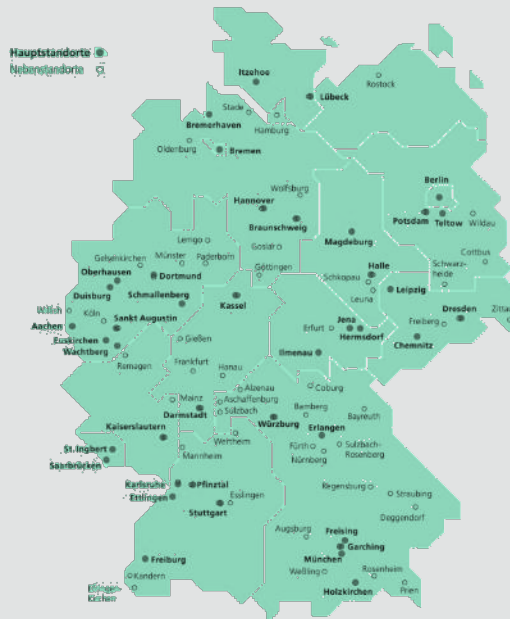 Hauptstandorte
Nebenstandorte
Itzehoe
Rostock
Lübeck
Stade
Bremerhaven
Hamburg
Oldenburg
Bremen
Berlin
Wolfsburg
Hannover
Potsdam
Teltow
Wildau
Braunschweig
Magdeburg
Lemgo
Goslar
Cottbus
Gelsenkirchen
Münster
Paderborn
Göttingen
Schwarz-
heide
Oberhausen
Dortmund
Halle
Schkopau
Duisburg
Leipzig
Schmallenberg
Kassel
Leuna
Köln
Dresden
Zittau
Aachen
Sankt Augustin
Erfurt
Jena
Freiberg
Euskirchen
Gießen
Hermsdorf
Chemnitz
Wachtberg
Ilmenau
Remagen
Frankfurt
Hanau
Alzenau
Coburg
Mainz
Aschaffenburg
Bamberg
Bayreuth
Darmstadt
Sulzbach
Würzburg
Kaiserslautern
Wertheim
Erlangen
Fürth
Sulzbach-
Rosenberg
St. Ingbert
Mannheim
Nürnberg
Saarbrücken
Karlsruhe
Pfinztal
Regensburg
Ettlingen
Esslingen
Straubing
Stuttgart
Deggendorf
Augsburg
Freising
Garching
Freiburg
München
Kandern
Weßling
Rosenheim
Holzkirchen
Prien
Kirchen